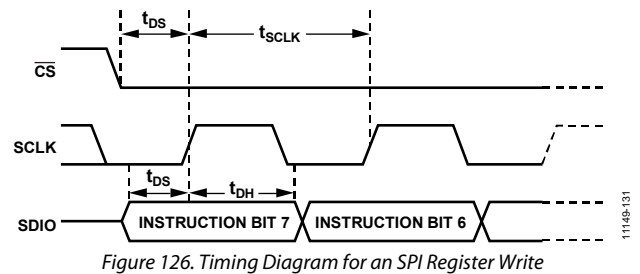 tDS
tSCLK
CS
SCLK
tDS
tDH
SDIO
INSTRUCTION BIT 7
INSTRUCTION BIT 6
11149-131
Figure 126. Timing Diagram for an SPI Register Write